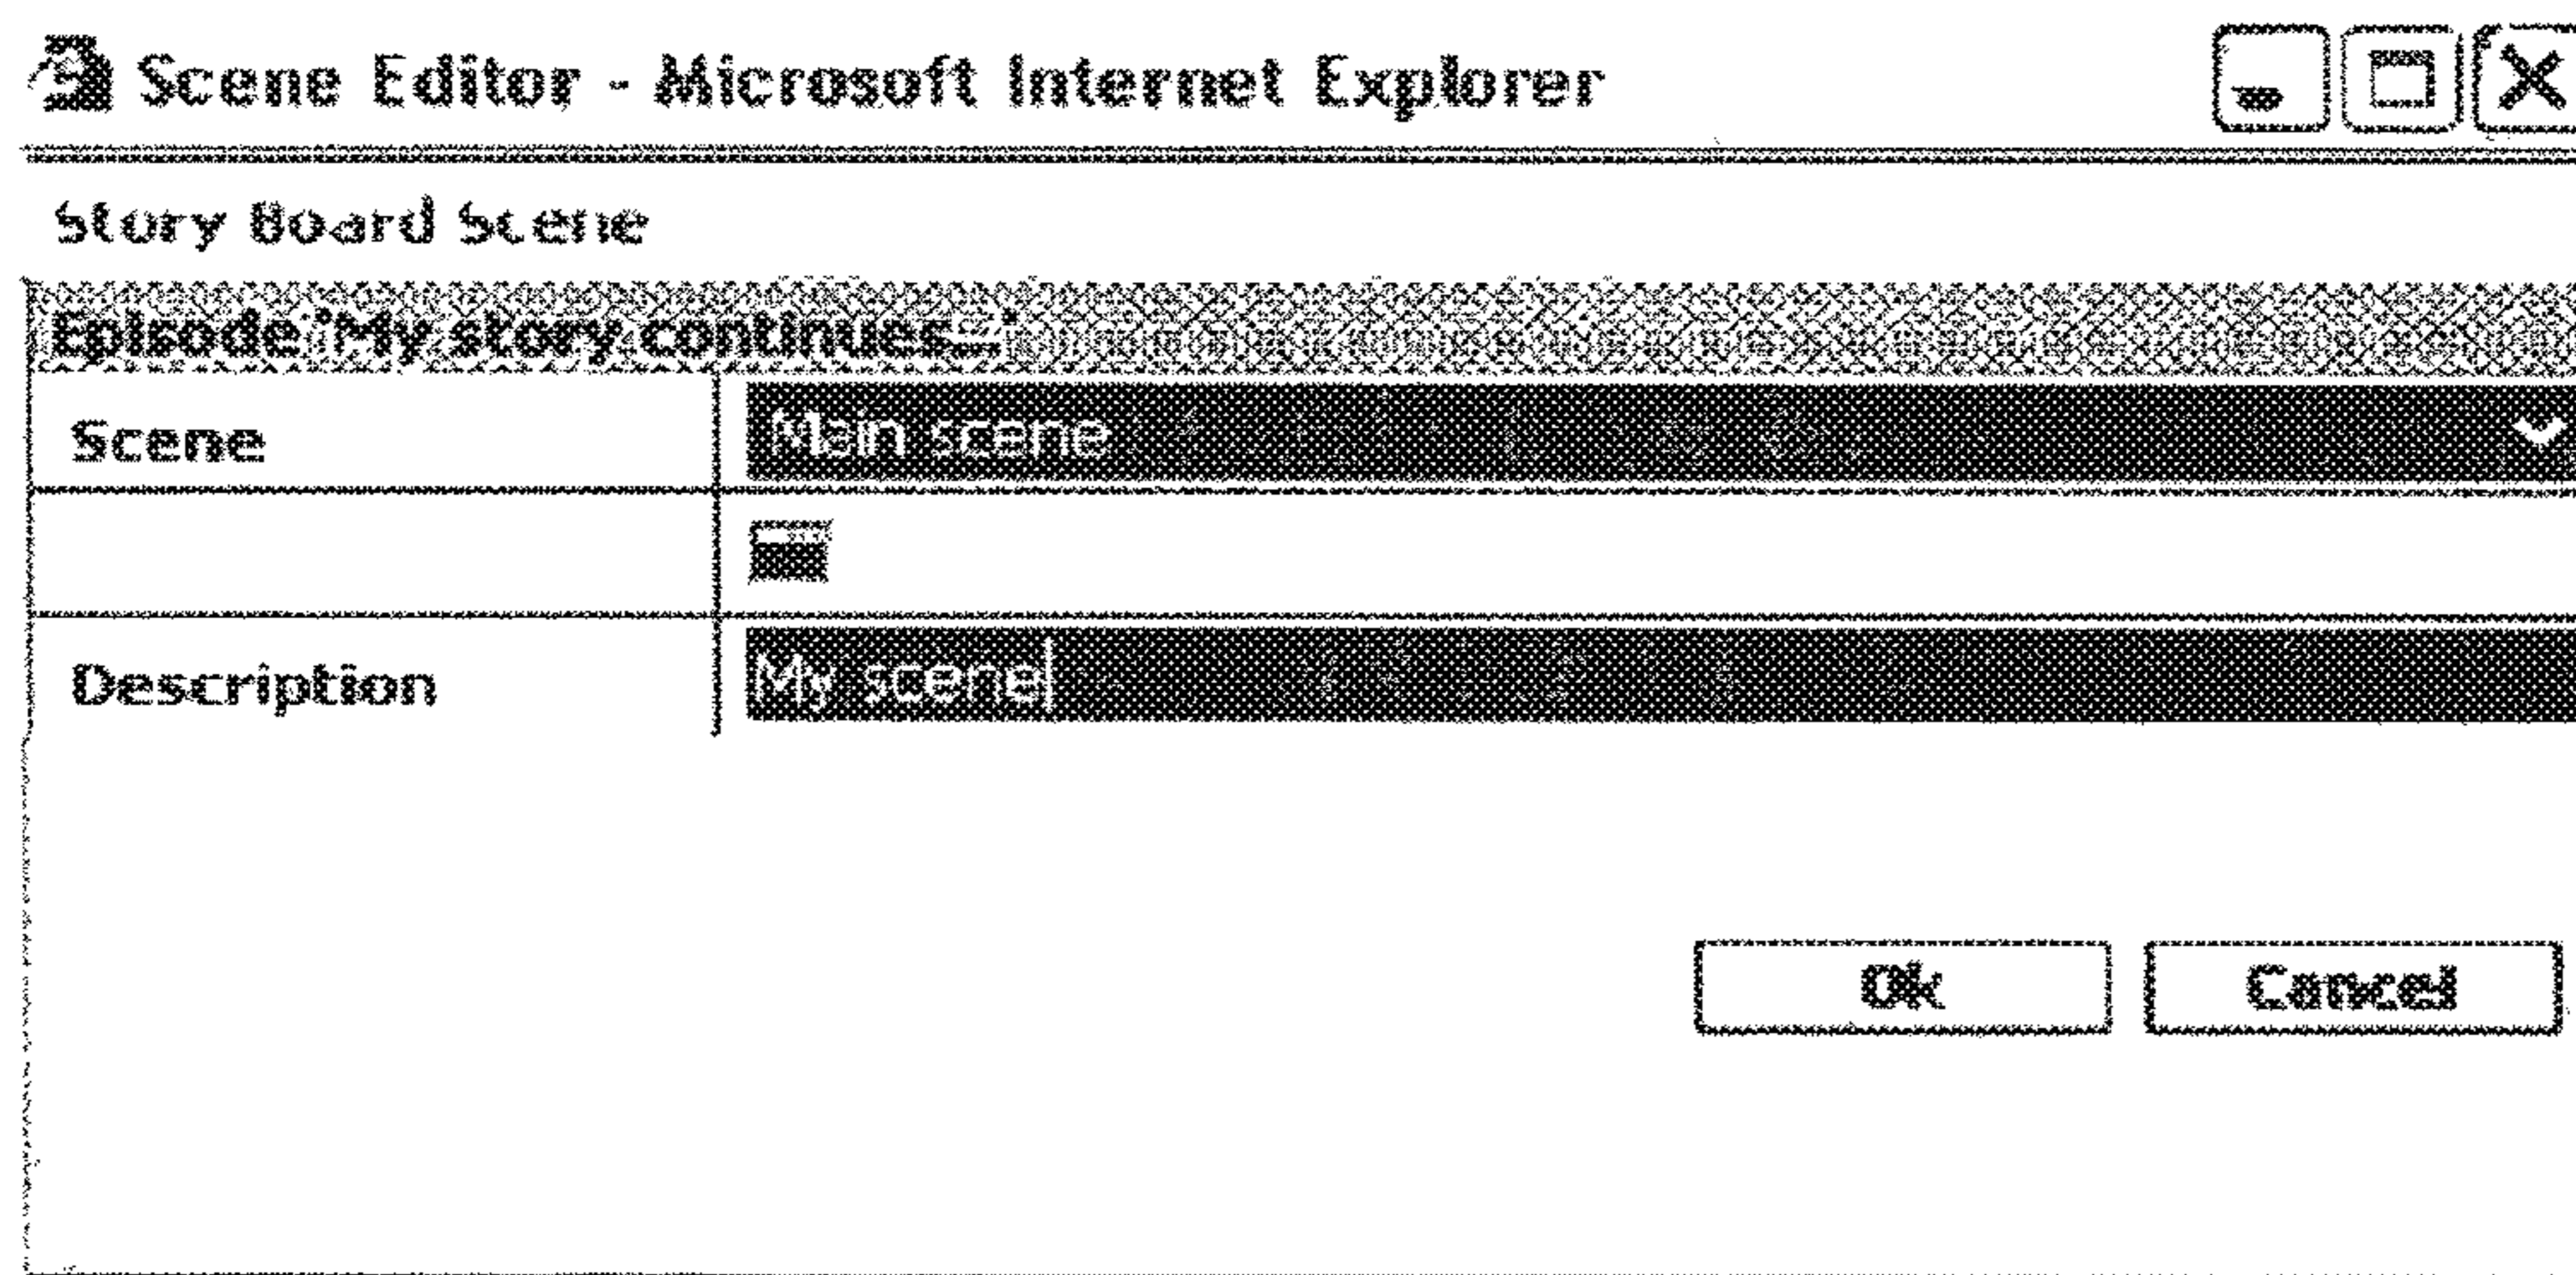 Scene Editor - Microsoft Internet Explorer
Story Board Scene
Episode 'My story continues...'
Scene
Main scene
Description
My scene
Ok
Cancel